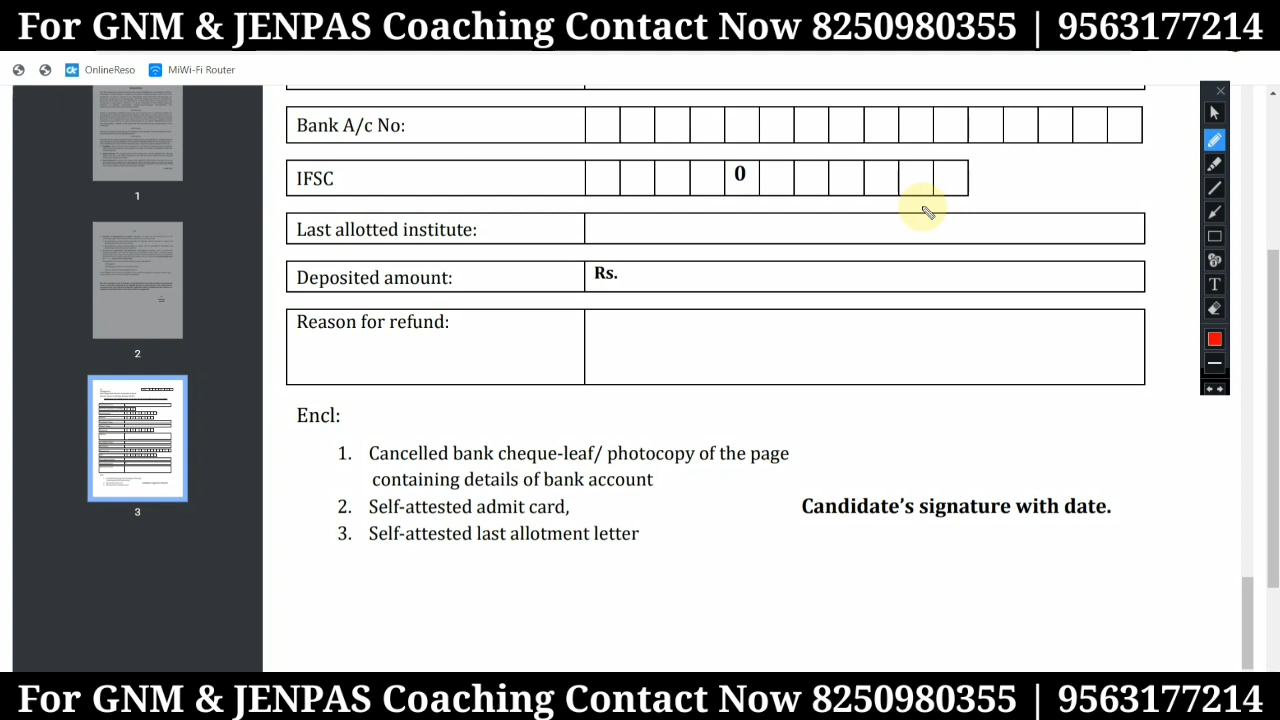 For GNM & JENPAS Coaching Contact Now 8250980355 | 9563177214
OnlineReso MiWi-Fi Router
Bank A/c No:
IFSC 0
Last allotted institute:
Deposited amount: Rs.
Reason for refund:
Encl:
1. Cancelled bank cheque-leaf/ photocopy of the page
containing details of bank account
2. Self-attested admit card,
Candidate's signature with date.
3. Self-attested last allotment letter
1
2
3
T
For GNM & JENPAS Coaching Contact Now 8250980355 | 9563177214